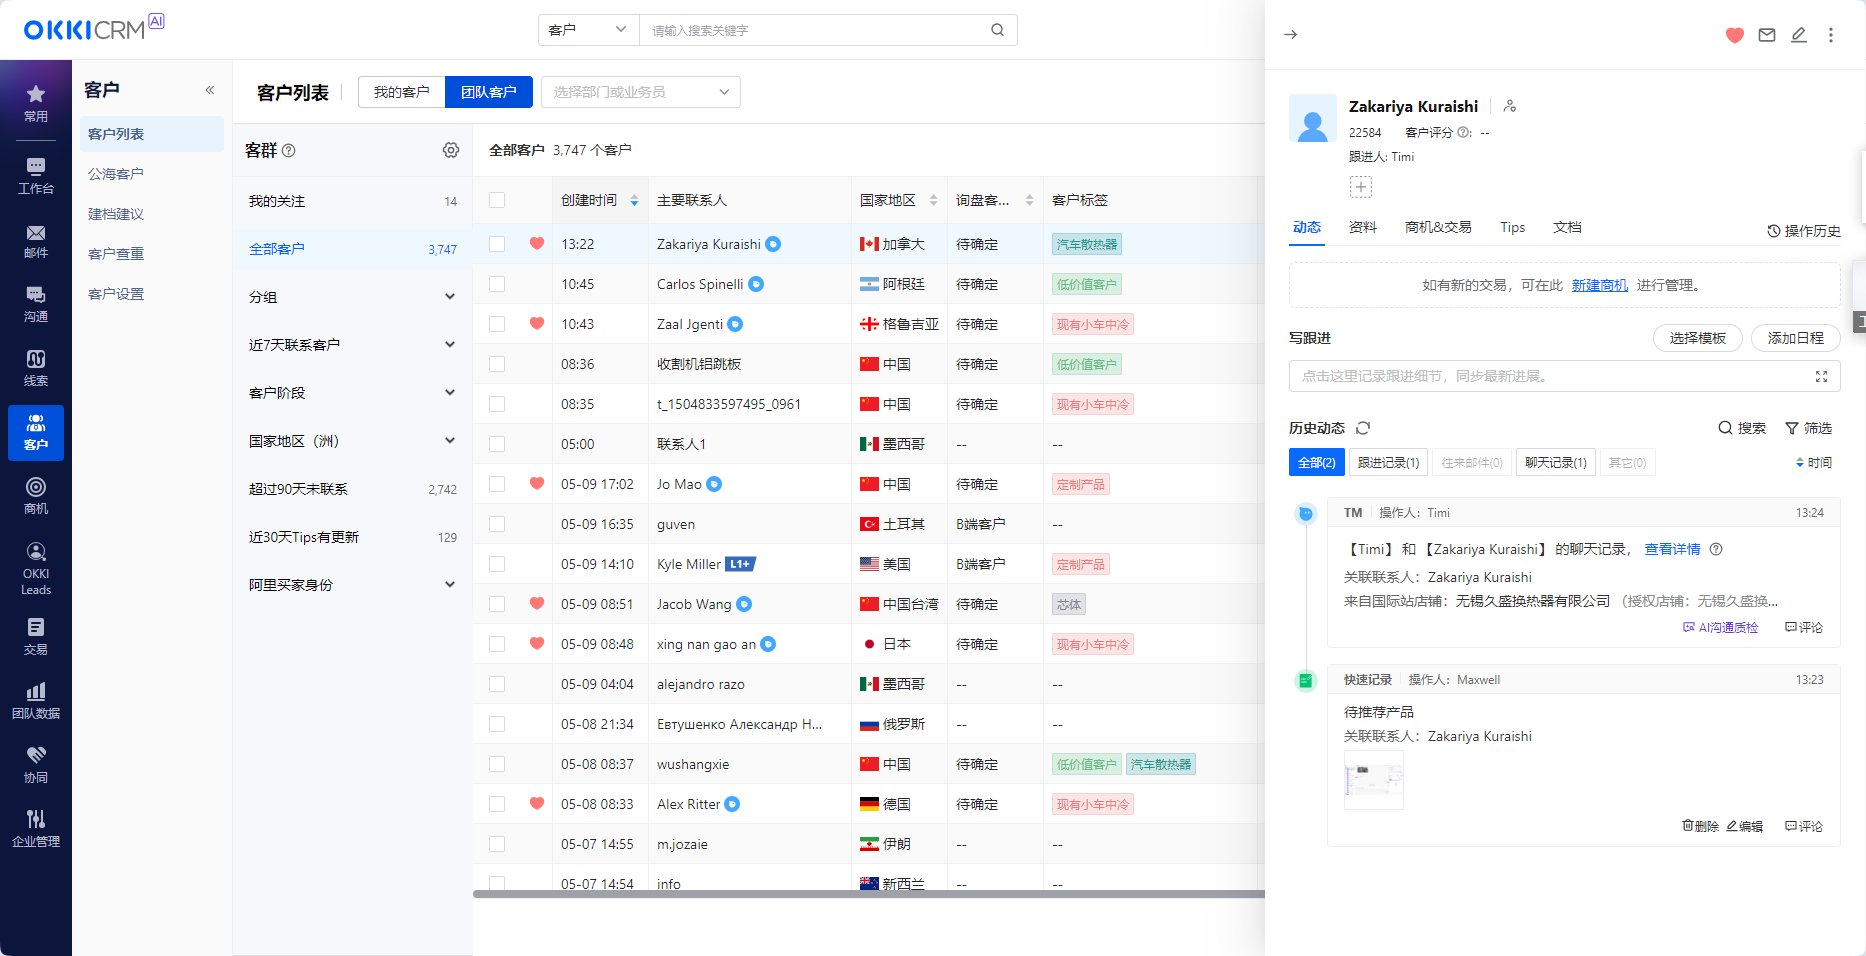 OKKICRM AI
客户
请输入搜索关键字
常用
工作台
邮件
沟通
线索
客户
商机
OKKI Leads
交易
团队数据
协同
企业管理
客户
客户列表
公海客户
建档建议
客户查重
客户设置
客户列表 我的客户 团队客户 选择部门或业务员
客群
我的关注 14
全部客户 3,747
分组
近7天联系客户
客户阶段
国家地区（洲）
超过90天未联系 2,742
近30天Tips有更新 129
阿里买家身份
全部客户 3,747 个客户
创建时间 主要联系人 国家地区 询盘客... 客户标签
13:22 Zakariya Kuraishi 加拿大 待确定 汽车散热器
10:45 Carlos Spinelli 阿根廷 待确定 低价值客户
10:43 Zaal Jgenti 格鲁吉亚 待确定 现有小车中冷
08:36 收割机铝跳板 中国 待确定 低价值客户
08:35 t_1504833597495_0961 中国 待确定 现有小车中冷
05:00 联系人1 墨西哥 -- --
05-09 17:02 Jo Mao 中国 待确定 定制产品
05-09 16:35 guven 土耳其 B端客户 --
05-09 14:10 Kyle Miller L1+ 美国 B端客户 定制产品
05-09 08:51 Jacob Wang 中国台湾 待确定 芯体
05-09 08:48 xing nan gao an 日本 待确定 现有小车中冷
05-09 04:04 alejandro razo 墨西哥 -- --
05-08 21:34 Евтушенко Александр Н... 俄罗斯 -- --
05-08 08:37 wushangxie 中国 待确定 低价值客户 汽车散热器
05-08 08:33 Alex Ritter 德国 待确定 现有小车中冷
05-07 14:55 m.jozaie 伊朗 -- --
05-07 14:54 info 新西兰 -- --
Zakariya Kuraishi
22584 客户评分 : --
跟进人: Timi
动态 资料 商机&交易 Tips 文档 操作历史
如有新的交易，可在此 新建商机 进行管理。
写跟进 选择模板 添加日程
点击这里记录跟进细节，同步最新进展。
历史动态 搜索 筛选
全部(2) 跟进记录(1) 往来邮件(0) 聊天记录(1) 其它(0) 时间
TM 操作人：Timi 13:24
【Timi】 和 【Zakariya Kuraishi】 的聊天记录， 查看详情
关联联系人：Zakariya Kuraishi
来自国际站店铺：无锡久盛换热器有限公司 （授权店铺：无锡久盛换...
AI沟通质检 评论
快速记录 操作人：Maxwell 13:23
待推荐产品
关联联系人：Zakariya Kuraishi
删除 编辑 评论